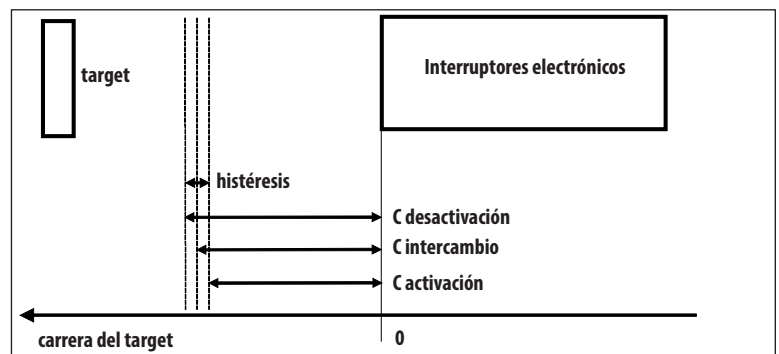 target
Interruptores electrónicos
histéresis
C desactivación
C intercambio
C activación
carrera del target
0